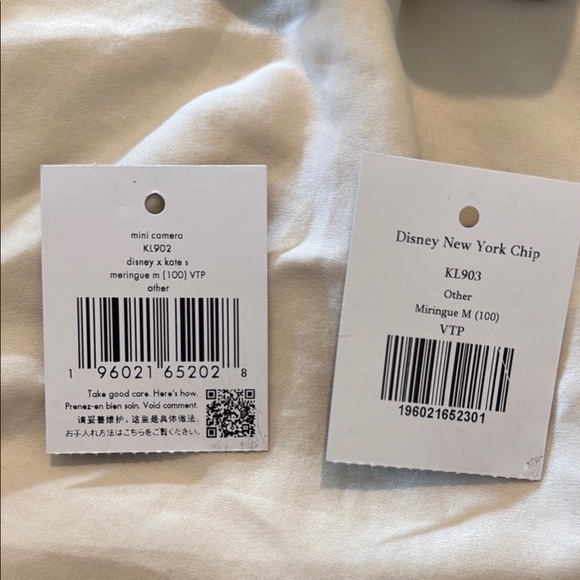 mini camera
KL902
disney x kate s
meringue m (100) VTP
other
1 96021 65202 8
Take good care. Here's how.
Prenez-en bien soin. Void comment.
请妥善维护。这里是具体做法。
お手入れ方法はこちらをご覧ください。
Disney New York Chip
KL903
Other
Miringue M (100)
VTP
196021652301